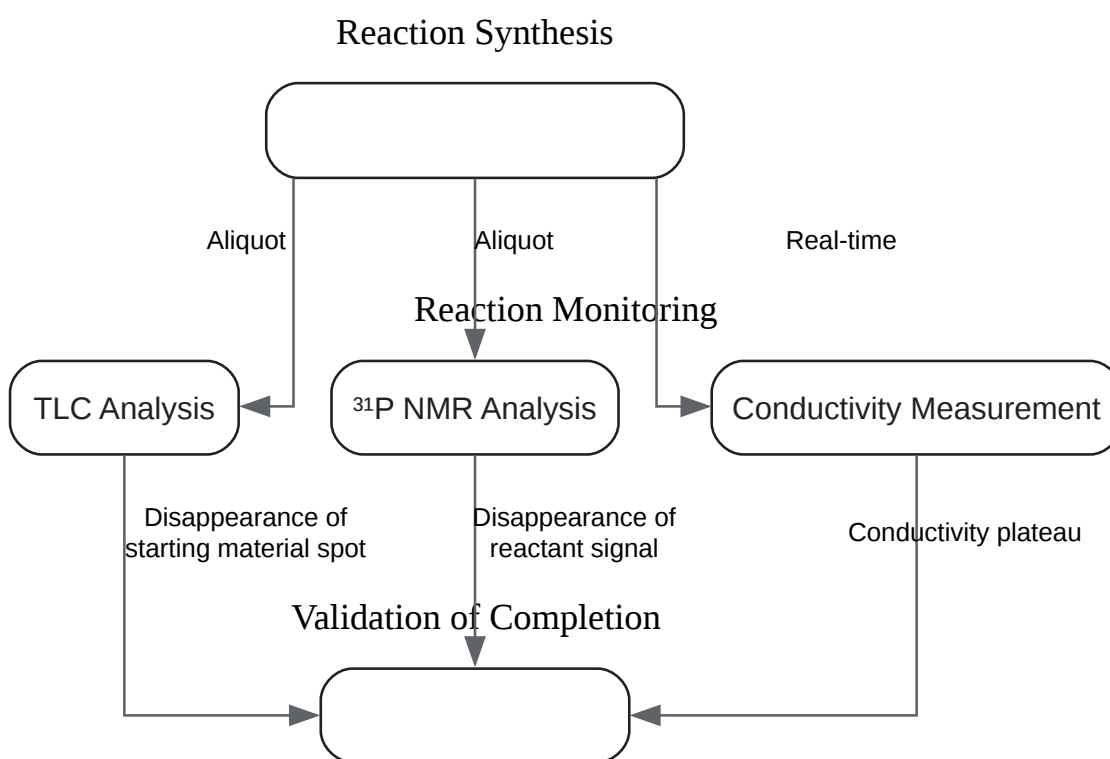 Reaction Synthesis
Aliquot
Aliquot
Real-time
Reaction Monitoring
TLC Analysis
³¹P NMR Analysis
Conductivity Measurement
Disappearance of
starting material spot
Disappearance of
reactant signal
Conductivity plateau
Validation of Completion